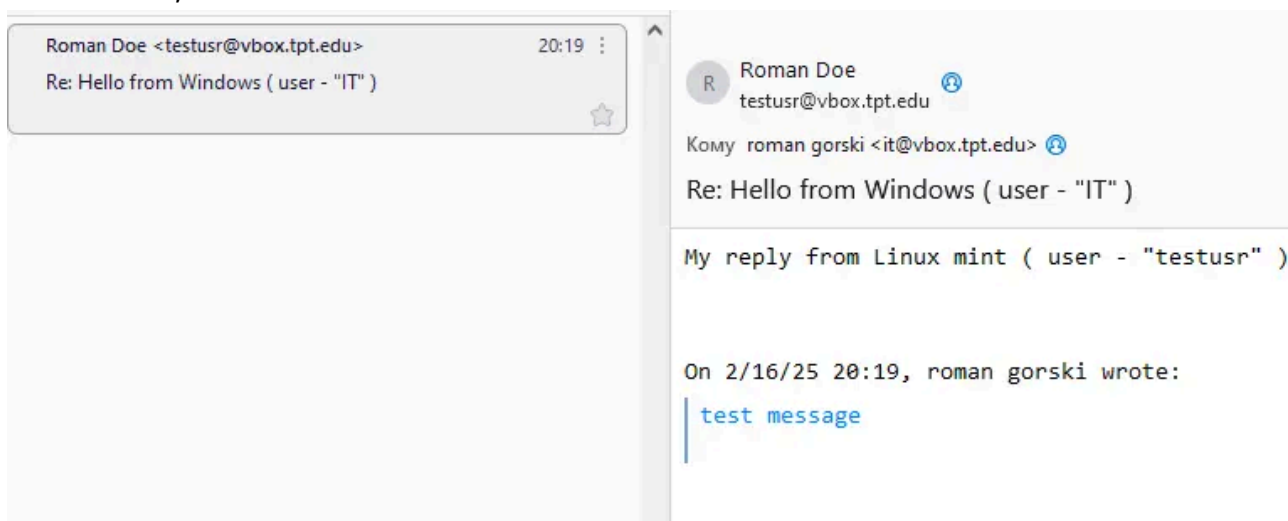 Roman Doe <testusr@vbox.tpt.edu>
20:19
Re: Hello from Windows ( user - "IT" )
R
Roman Doe
testusr@vbox.tpt.edu
Кому roman gorski <it@vbox.tpt.edu>
Re: Hello from Windows ( user - "IT" )
My reply from Linux mint ( user - "testusr" )
On 2/16/25 20:19, roman gorski wrote:
test message